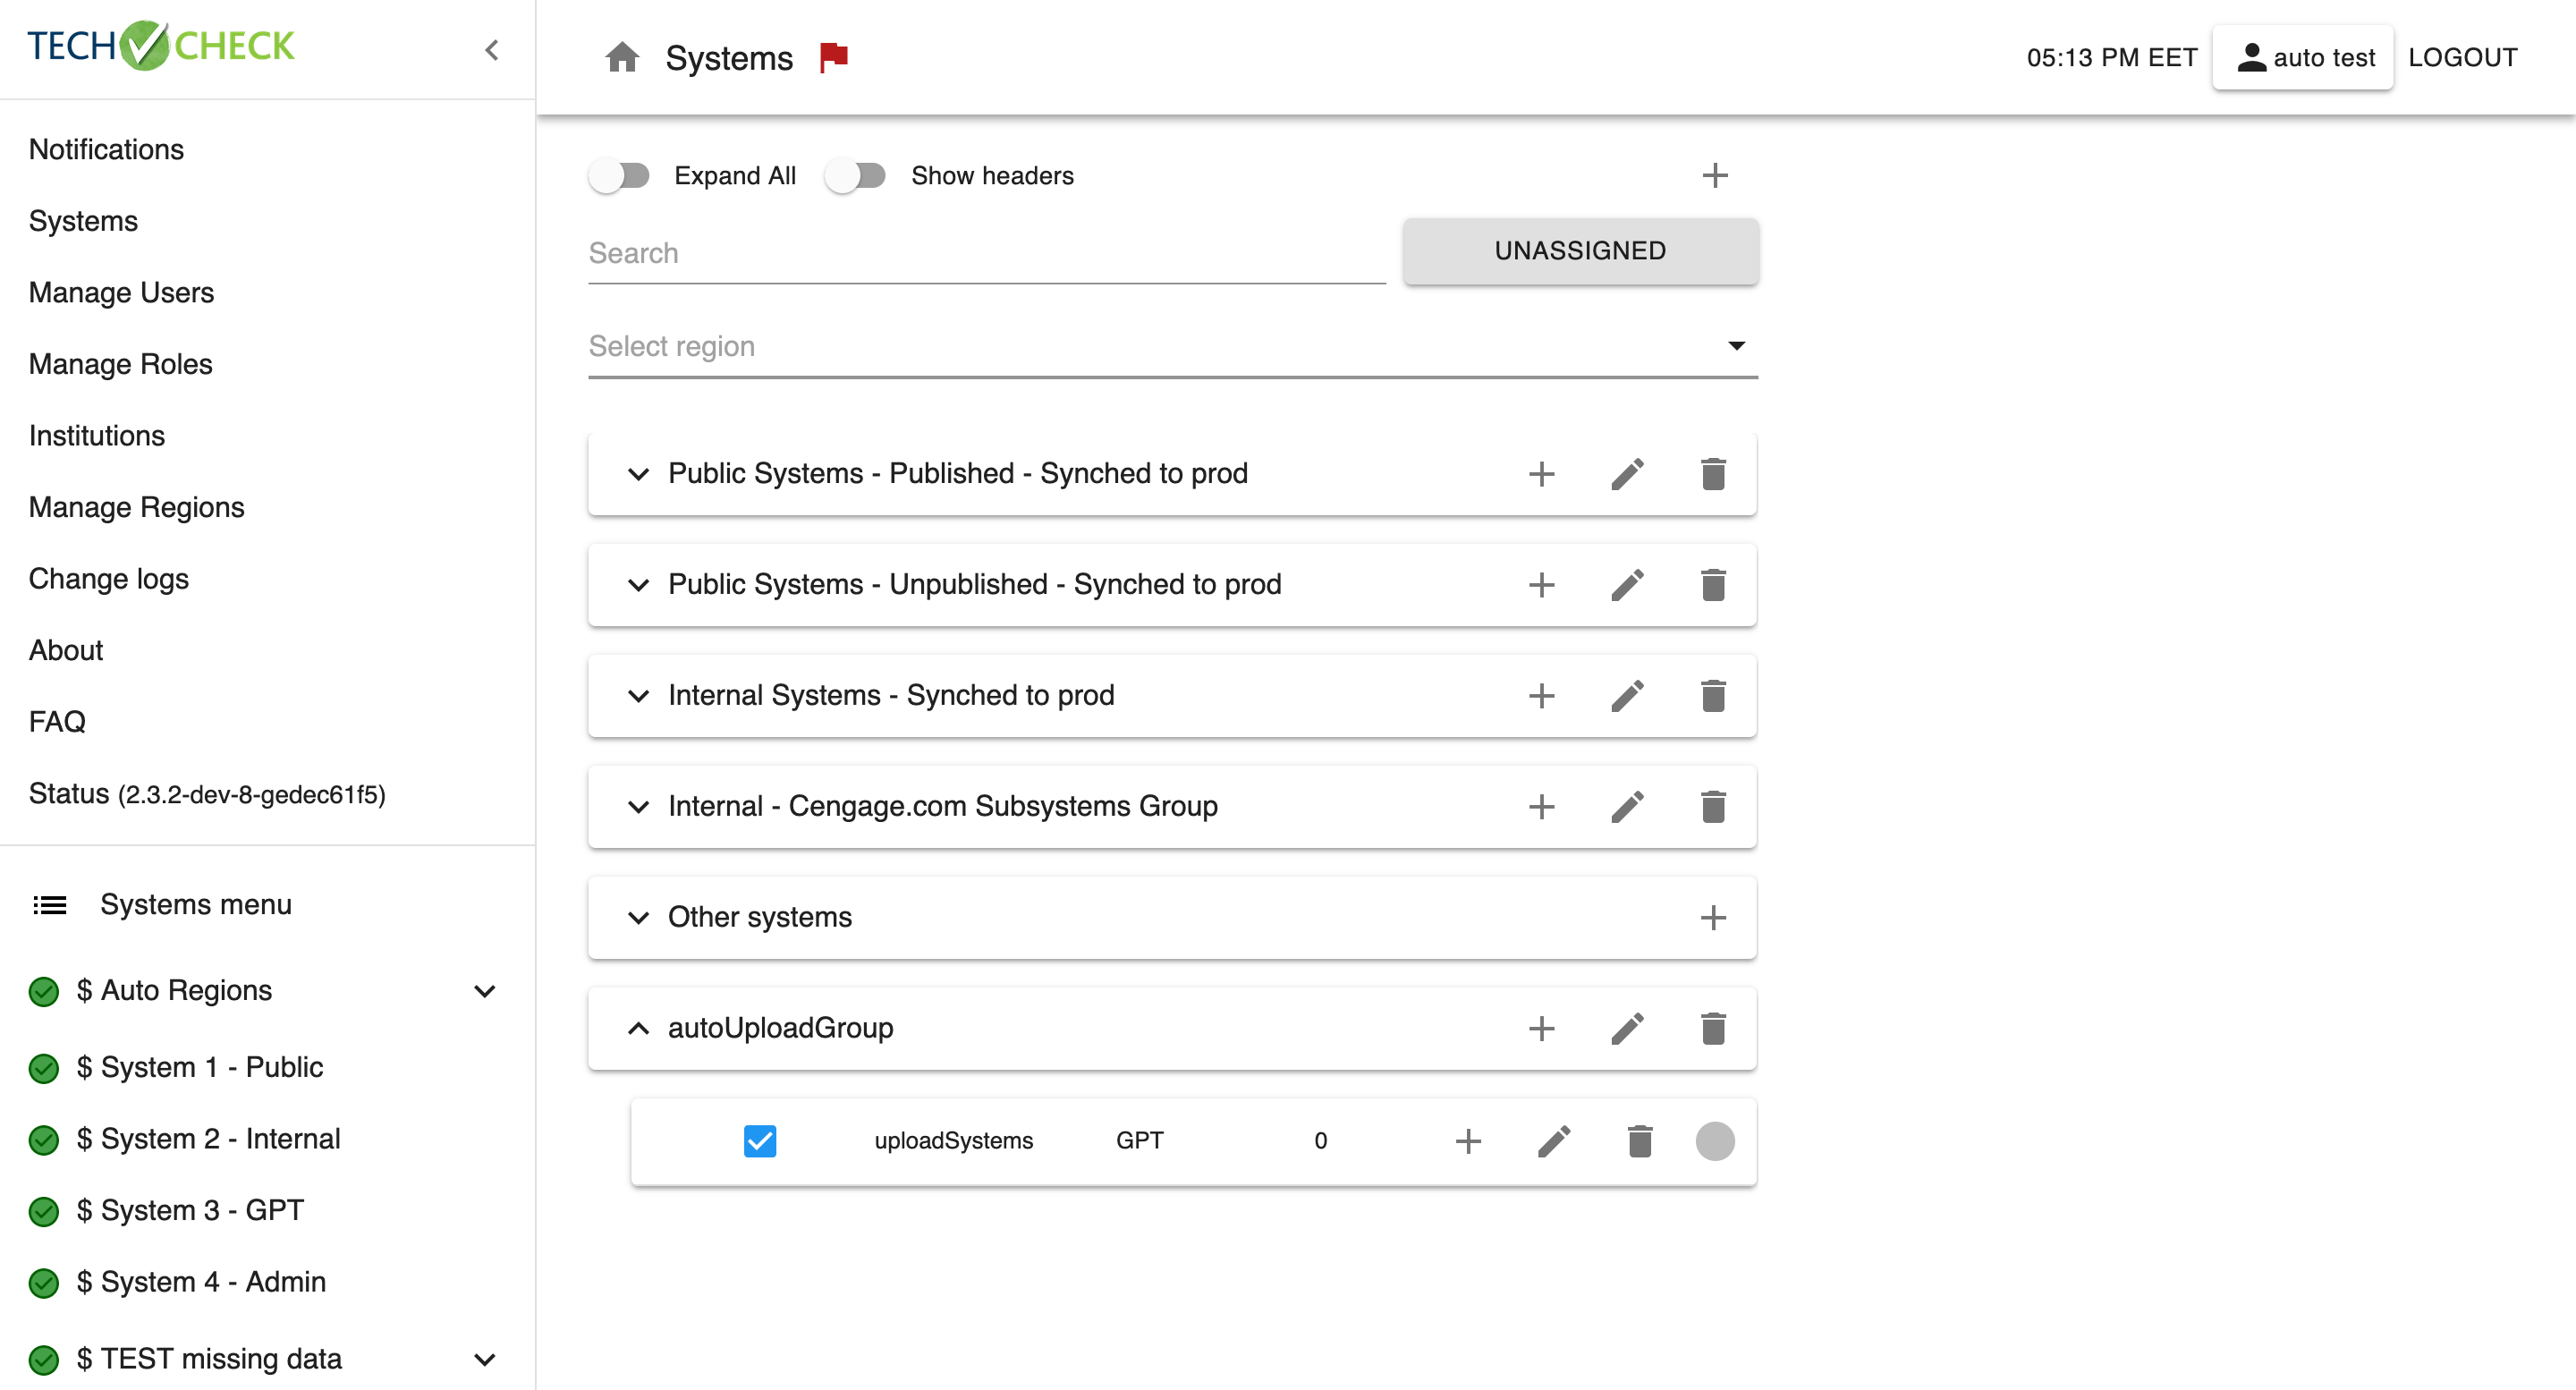 TECH CHECK
Notifications
Systems
Manage Users
Manage Roles
Institutions
Manage Regions
Change logs
About
FAQ
Status (2.3.2-dev-8-gedec61f5)
Systems menu
$ Auto Regions
$ System 1 - Public
$ System 2 - Internal
$ System 3 - GPT
$ System 4 - Admin
$ TEST missing data
Systems
05:13 PM EET
auto test
LOGOUT
Expand All
Show headers
Search
UNASSIGNED
Select region
Public Systems - Published - Synched to prod
Public Systems - Unpublished - Synched to prod
Internal Systems - Synched to prod
Internal - Cengage.com Subsystems Group
Other systems
autoUploadGroup
uploadSystems GPT 0